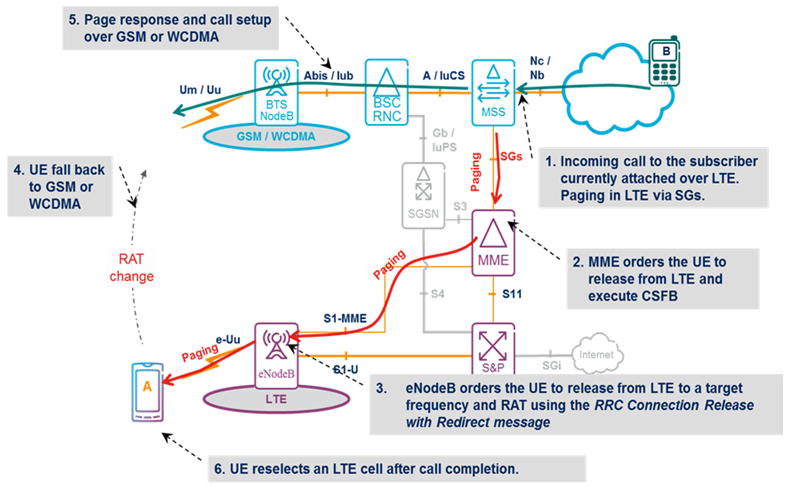 5. Page response and call setup
over GSM or WCDMA
Nc /
Nb
B
Abis / Iub
A / IuCS
Um / Uu
BTS
NodeB
BSC
RNC
MSS
GSM / WCDMA
Gb /
IuPS
Paging
SGs
1. Incoming call to the subscriber
currently attached over LTE.
Paging in LTE via SGs.
4. UE fall back
to GSM or
WCDMA
SGSN
S3
RAT
change
Paging
MME
2. MME orders the UE to
release from LTE and
execute CSFB
S4
S11
S1-MME
e-Uu
Paging
eNodeB
S1-U
S&P
SGi
Internet
A
LTE
3. eNodeB orders the UE to release from LTE to a target
frequency and RAT using the RRC Connection Release
with Redirect message
6. UE reselects an LTE cell after call completion.